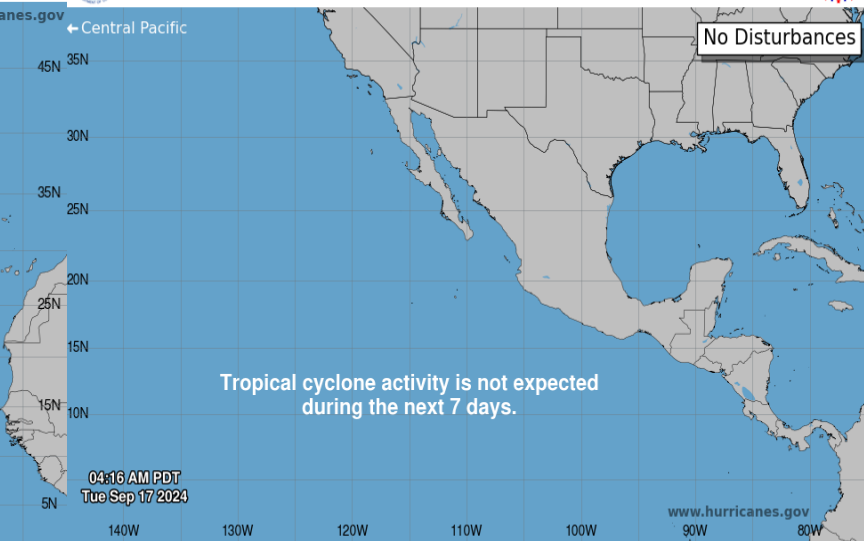 anes.gov
← Central Pacific
No Disturbances
45N
35N
30N
35N
25N
20N
25N
15N
15N
10N
5N
Tropical cyclone activity is not expected
during the next 7 days.
04:16 AM PDT
Tue Sep 17 2024
www.hurricanes.gov
140W 130W 120W 110W 100W 90W 80W